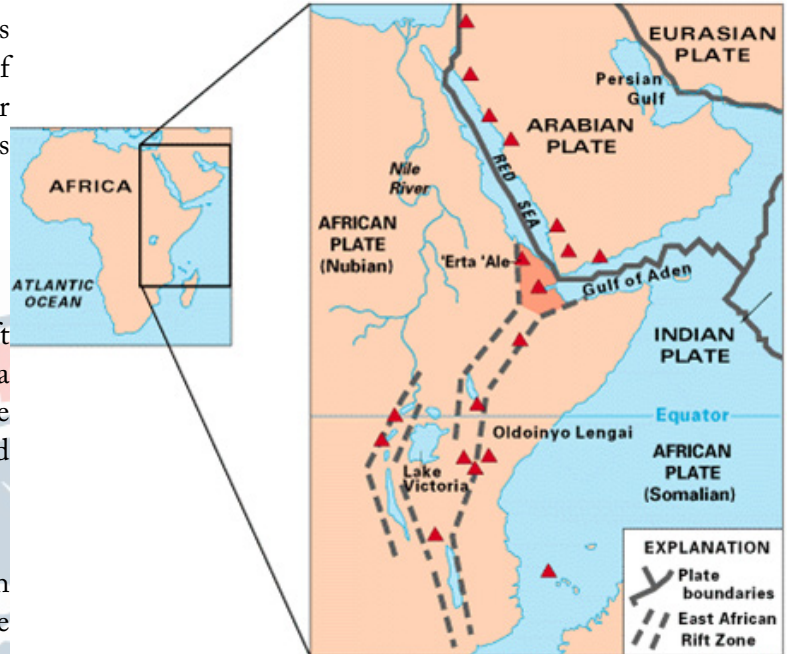 s
f
r
s
ft
a
e
d
n
e
AFRICA
ATLANTIC
OCEAN
EURASIAN
PLATE
Persian
Gulf
ARABIAN
PLATE
RED SEA
Nile
River
AFRICAN
PLATE
(Nubian)
'Erta 'Ale
Gulf of Aden
INDIAN
PLATE
Equator
Oldoinyo Lengai
AFRICAN
PLATE
(Somalian)
Lake
Victoria
EXPLANATION
Plate
boundaries
East African
Rift Zone